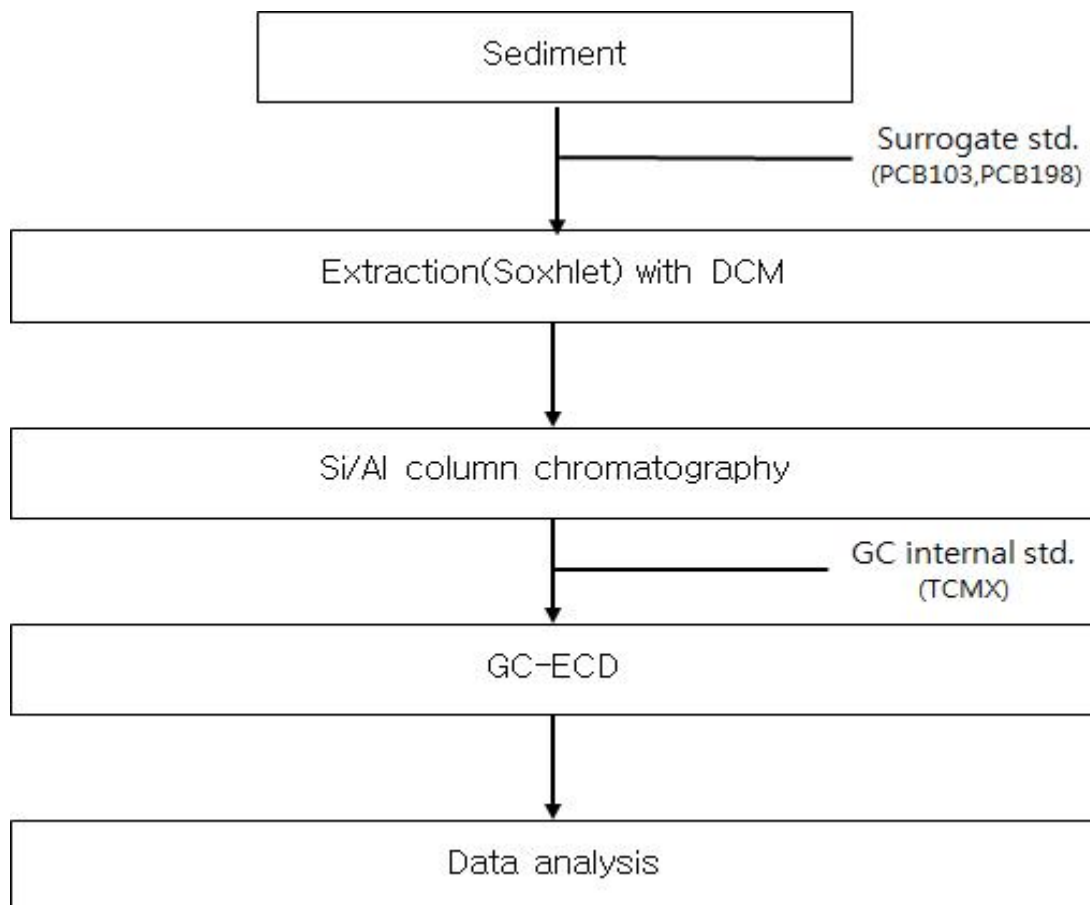 Sediment
Surrogate std.
(PCB103,PCB198)
Extraction(Soxhlet) with DCM
Si/Al column chromatography
GC internal std.
(TCMX)
GC-ECD
Data analysis